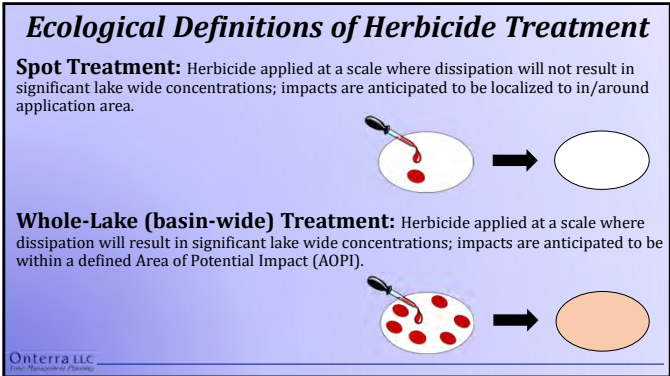 Ecological Definitions of Herbicide Treatment
Spot Treatment: Herbicide applied at a scale where dissipation will not result in
significant lake wide concentrations; impacts are anticipated to be localized to in/around
application area.
Whole-Lake (basin-wide) Treatment: Herbicide applied at a scale where
dissipation will result in significant lake wide concentrations; impacts are anticipated to be
within a defined Area of Potential Impact (AOPI).
Onterra LLC
Lake Management Planning